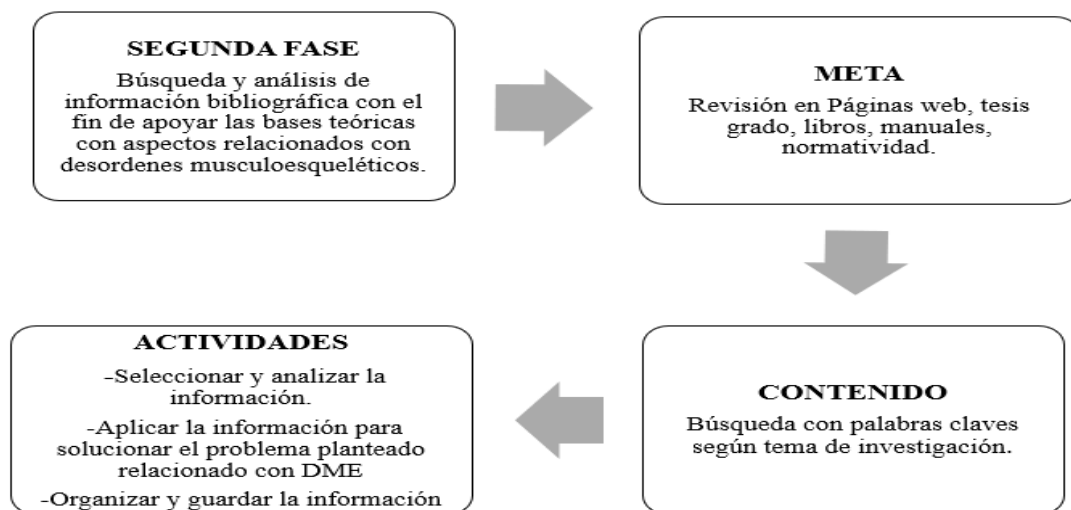 SEGUNDA FASE
Búsqueda y análisis de
información bibliográfica con el
fin de apoyar las bases teóricas
con aspectos relacionados con
desordenes musculoesqueléticos.
META
Revisión en Páginas web, tesis
grado, libros, manuales,
normatividad.
CONTENIDO
Búsqueda con palabras claves
según tema de investigación.
ACTIVIDADES
-Seleccionar y analizar la
información.
-Aplicar la información para
solucionar el problema planteado
relacionado con DME
-Organizar y guardar la información